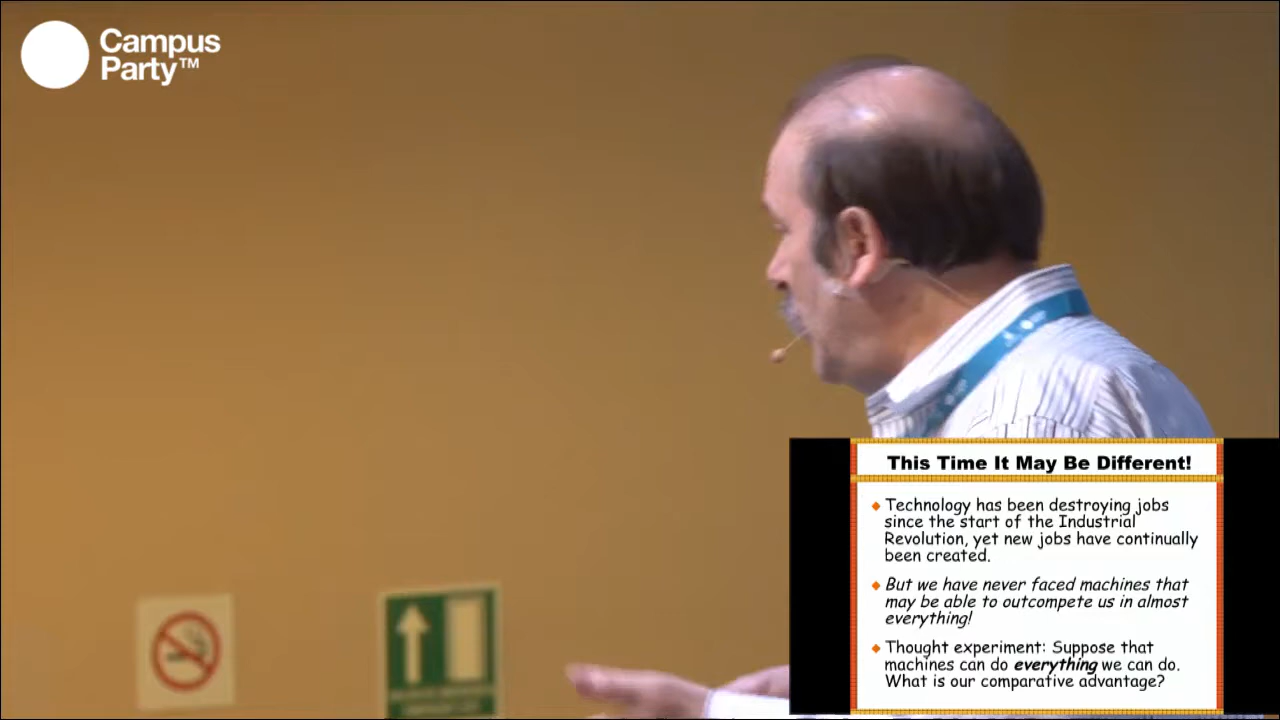 Campus
Party™
This Time It May Be Different!
Technology has been destroying jobs
since the start of the Industrial
Revolution, yet new jobs have continually
been created.
But we have never faced machines that
may be able to outcompete us in almost
everything!
Thought experiment: Suppose that
machines can do everything we can do.
What is our comparative advantage?